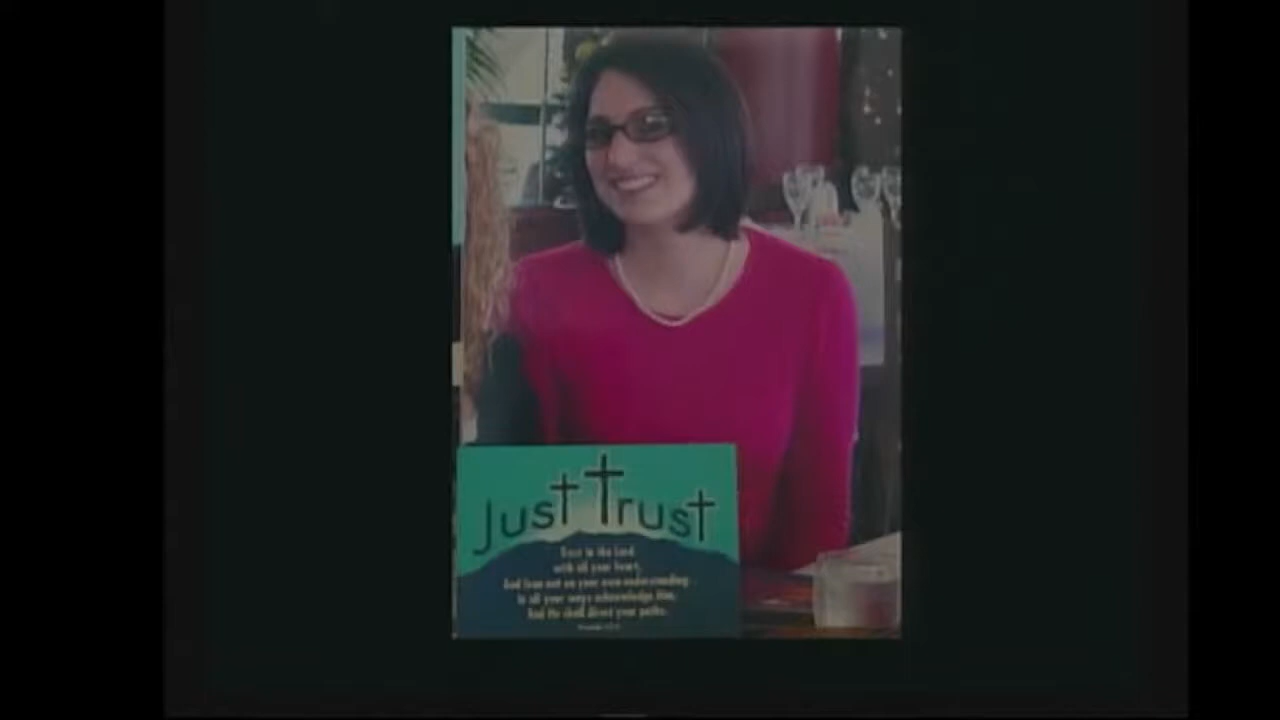 Just Trust
Trust in the Lord
with all your heart,
And lean not on your own understanding
In all your ways acknowledge Him,
And He shall direct your paths.